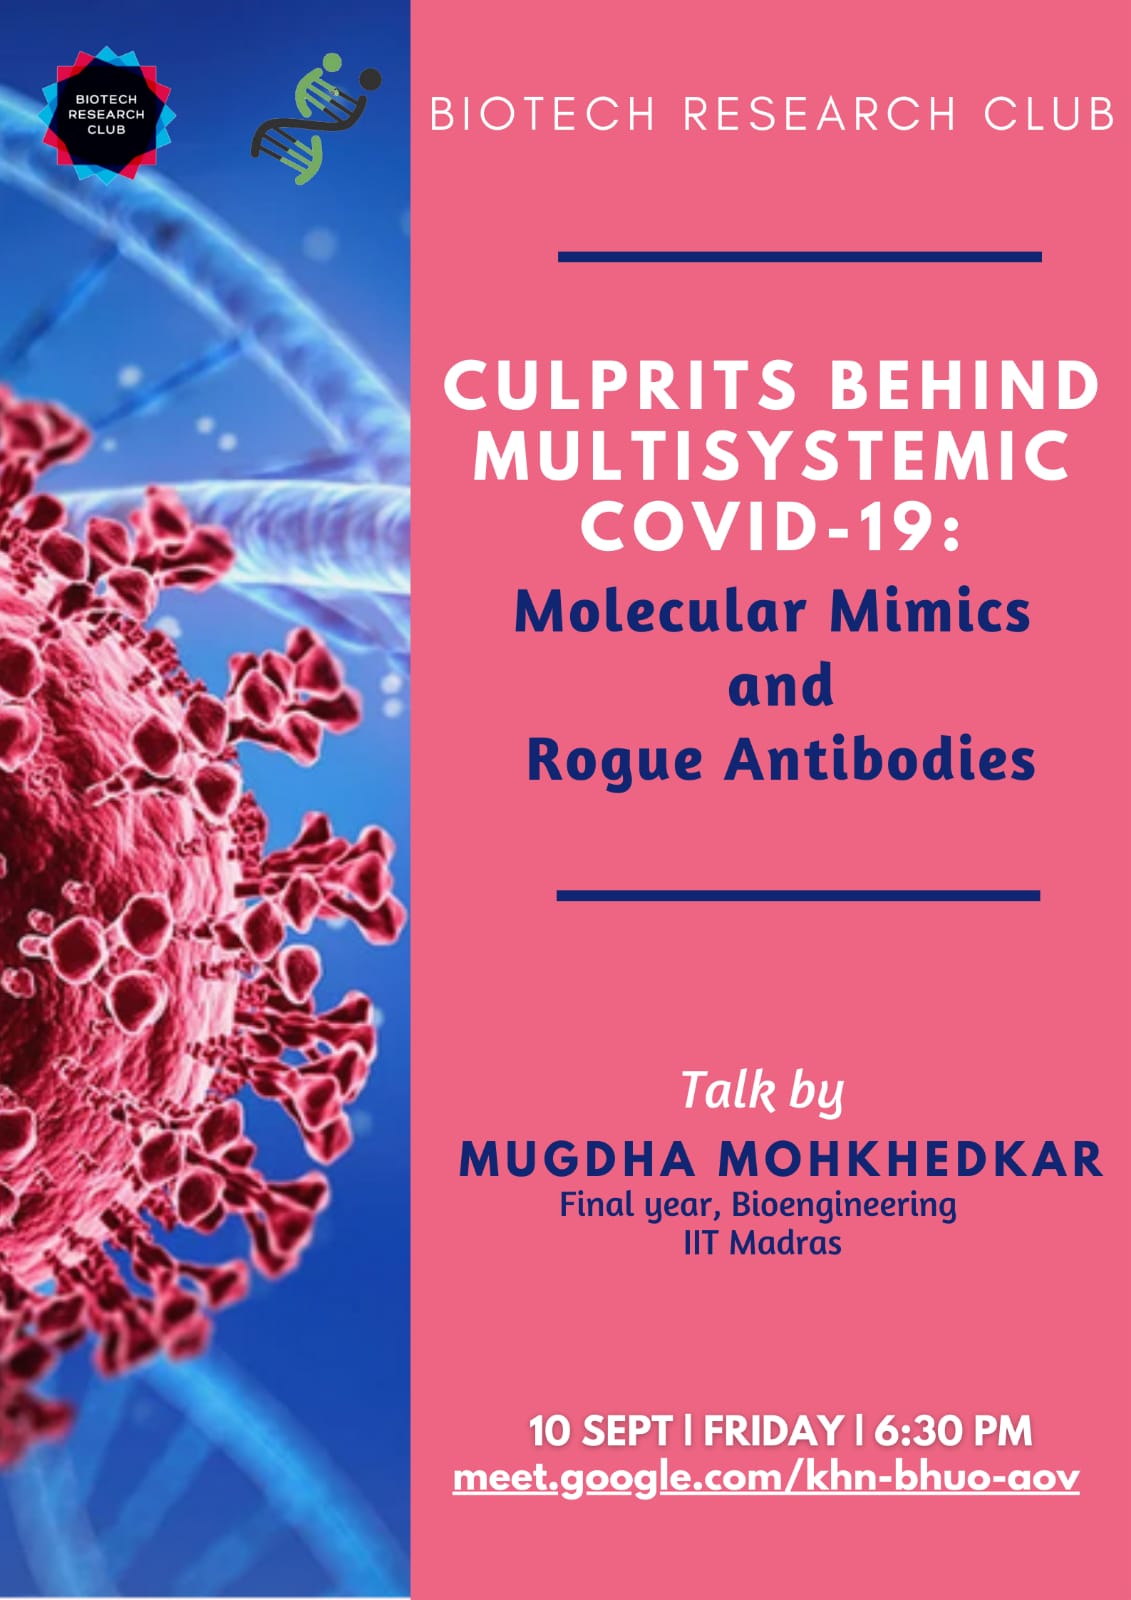 BIOTECH
RESEARCH
CLUB
BIOTECH RESEARCH CLUB
CULPRITS BEHIND
MULTISYSTEMIC
COVID-19:
Molecular Mimics
and
Rogue Antibodies
Talk by
MUGDHA MOHKHEDKAR
Final year, Bioengineering
IIT Madras
10 SEPT | FRIDAY | 6:30 PM
meet.google.com/khn-bhuo-aov